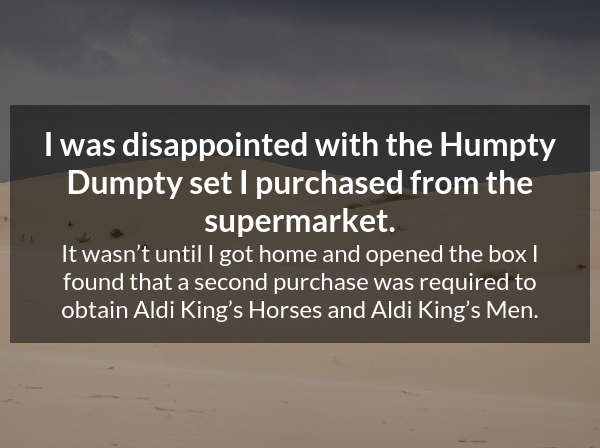 I was disappointed with the Humpty
Dumpty set I purchased from the
supermarket.
It wasn’t until I got home and opened the box I
found that a second purchase was required to
obtain Aldi King’s Horses and Aldi King’s Men.